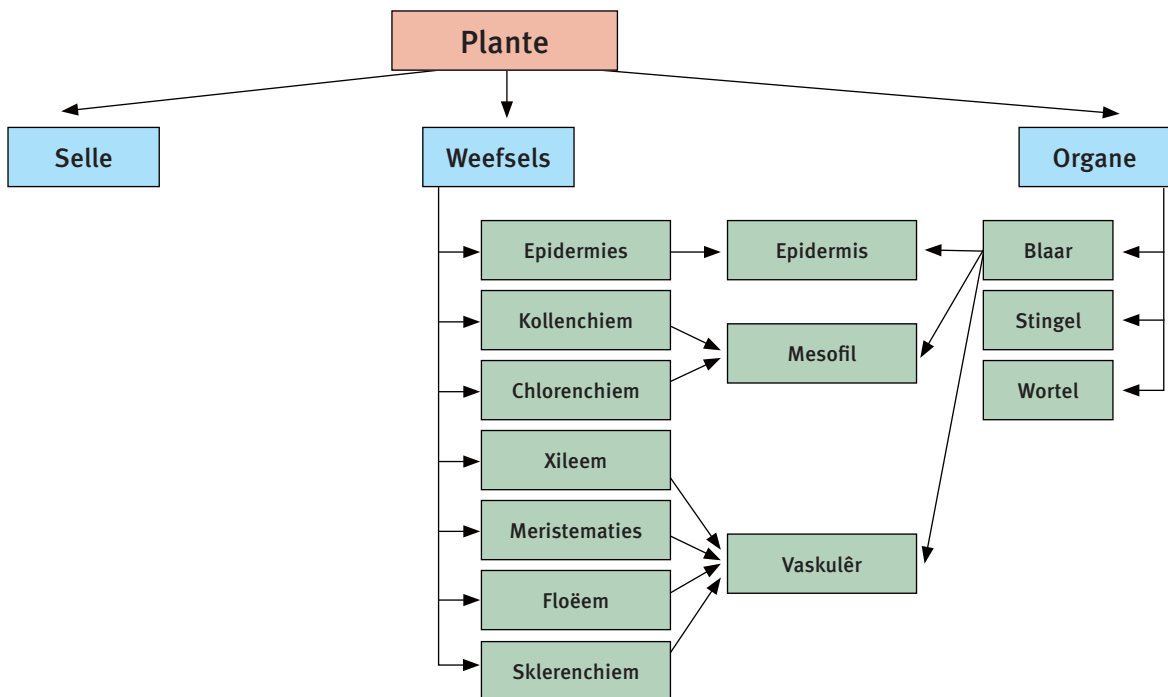 Plante
Selle
Weefsels
Organe
Epidermies
Epidermis
Blaar
Kollenchiem
Stingel
Mesofil
Chlorenchiem
Wortel
Xileem
Meristematies
Vaskulêr
Floëem
Sklerenchiem